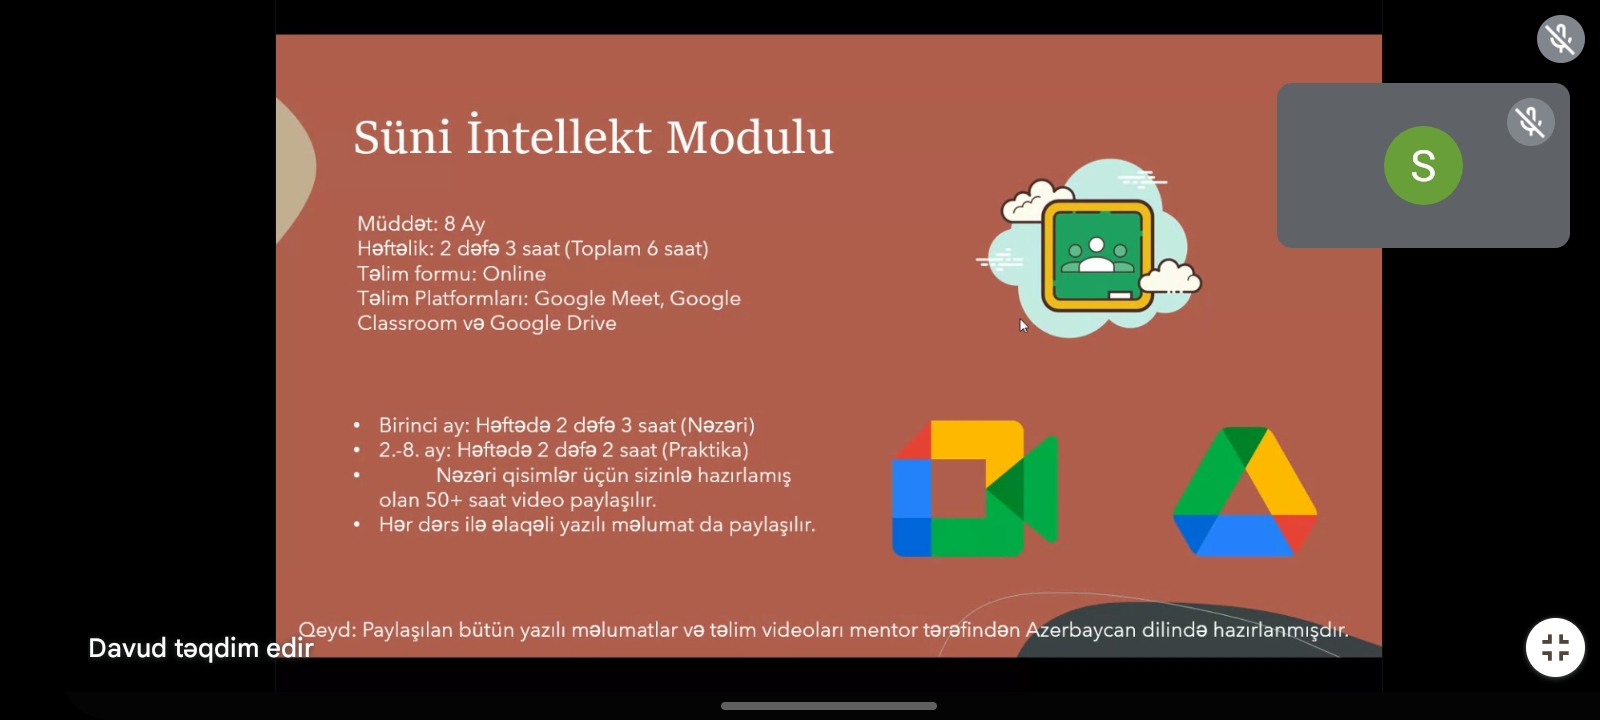 Süni İntellekt Modulu
S
Müddət: 8 Ay
Həftəlik: 2 dəfə 3 saat (Toplam 6 saat)
Təlim formu: Online
Təlim Platformları: Google Meet, Google
Classroom və Google Drive
• Birinci ay: Həftədə 2 dəfə 3 saat (Nəzəri)
• 2.-8. ay: Həftədə 2 dəfə 2 saat (Praktika)
• Nəzəri qisimlər üçün sizinlə hazırlamış
olan 50+ saat video paylaşılır.
• Hər dərs ilə əlaqəli yazılı məlumat da paylaşılır.
Qeyd: Paylaşılan bütün yazılı məlumatlar və təlim videoları mentor tərəfindən Azerbaycan dilində hazırlanmışdır.
Davud təqdim edir